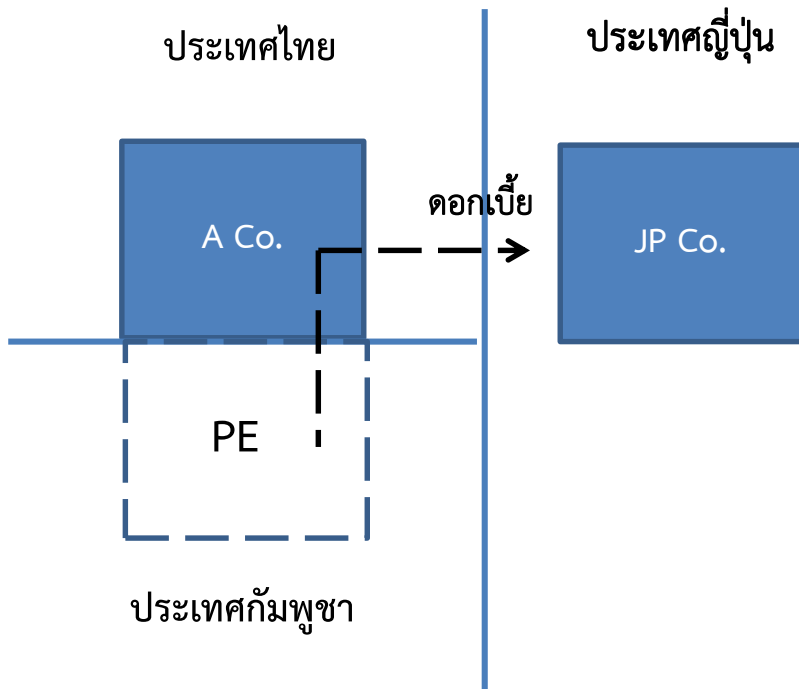 ประเทศไทย
ประเทศญี่ปุ่น
ดอกเบี้ย
A Co.
JP Co.
PE
ประเทศกัมพูชา